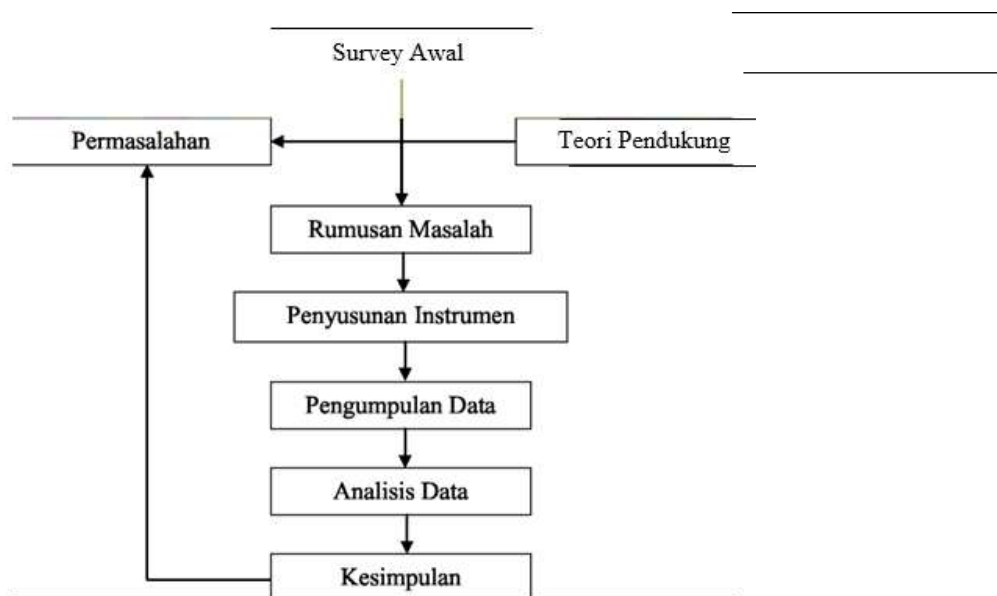 Survey Awal
Permasalahan
Teori Pendukung
Rumusan Masalah
Penyusunan Instrumen
Pengumpulan Data
Analisis Data
Kesimpulan